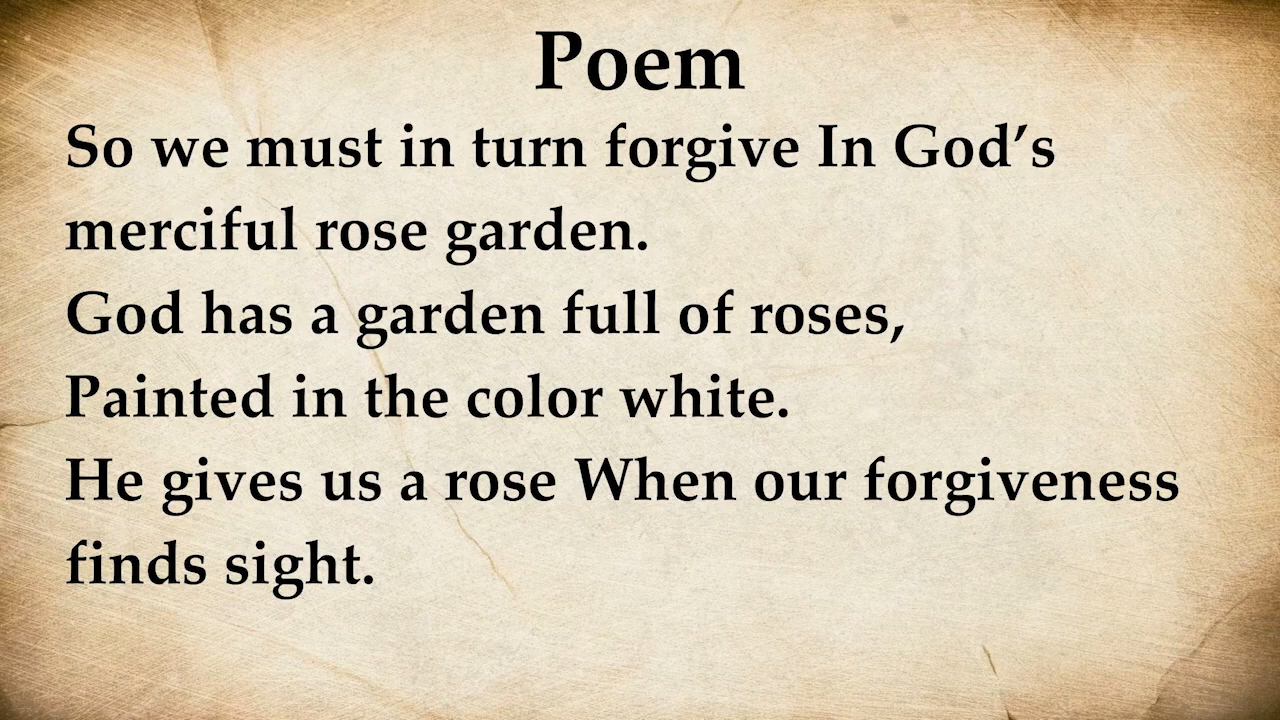 Poem
So we must in turn forgive In God’s
merciful rose garden.
God has a garden full of roses,
Painted in the color white.
He gives us a rose When our forgiveness
finds sight.